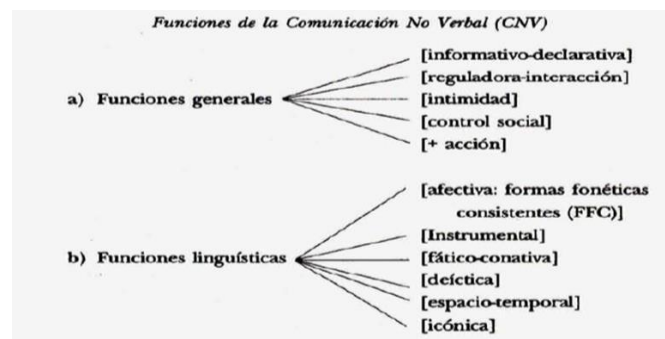 Funciones de la Comunicación No Verbal (CNV)
a) Funciones generales
[informativo-declarativa]
[reguladora-interacción]
[intimidad]
[control social]
[+ acción]
b) Funciones linguísticas
[afectiva: formas fonéticas
consistentes (FFC)]
[Instrumental]
[fático-conativa]
[deíctica]
[espacio-temporal]
[icónica]